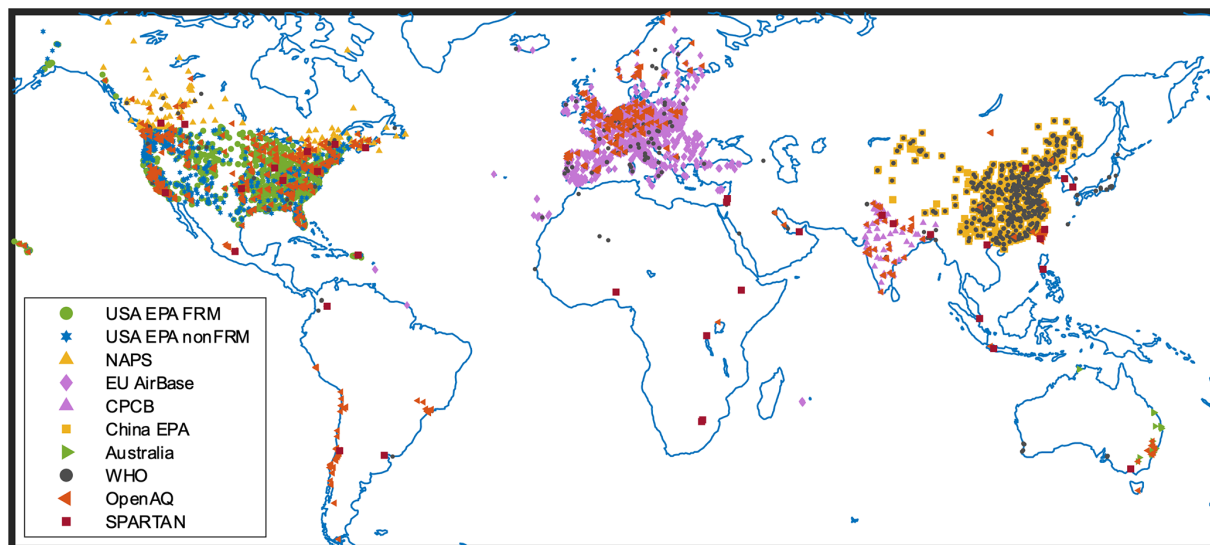 USA EPA FRM
USA EPA nonFRM
NAPS
EU AirBase
CPCB
China EPA
Australia
WHO
OpenAQ
SPARTAN